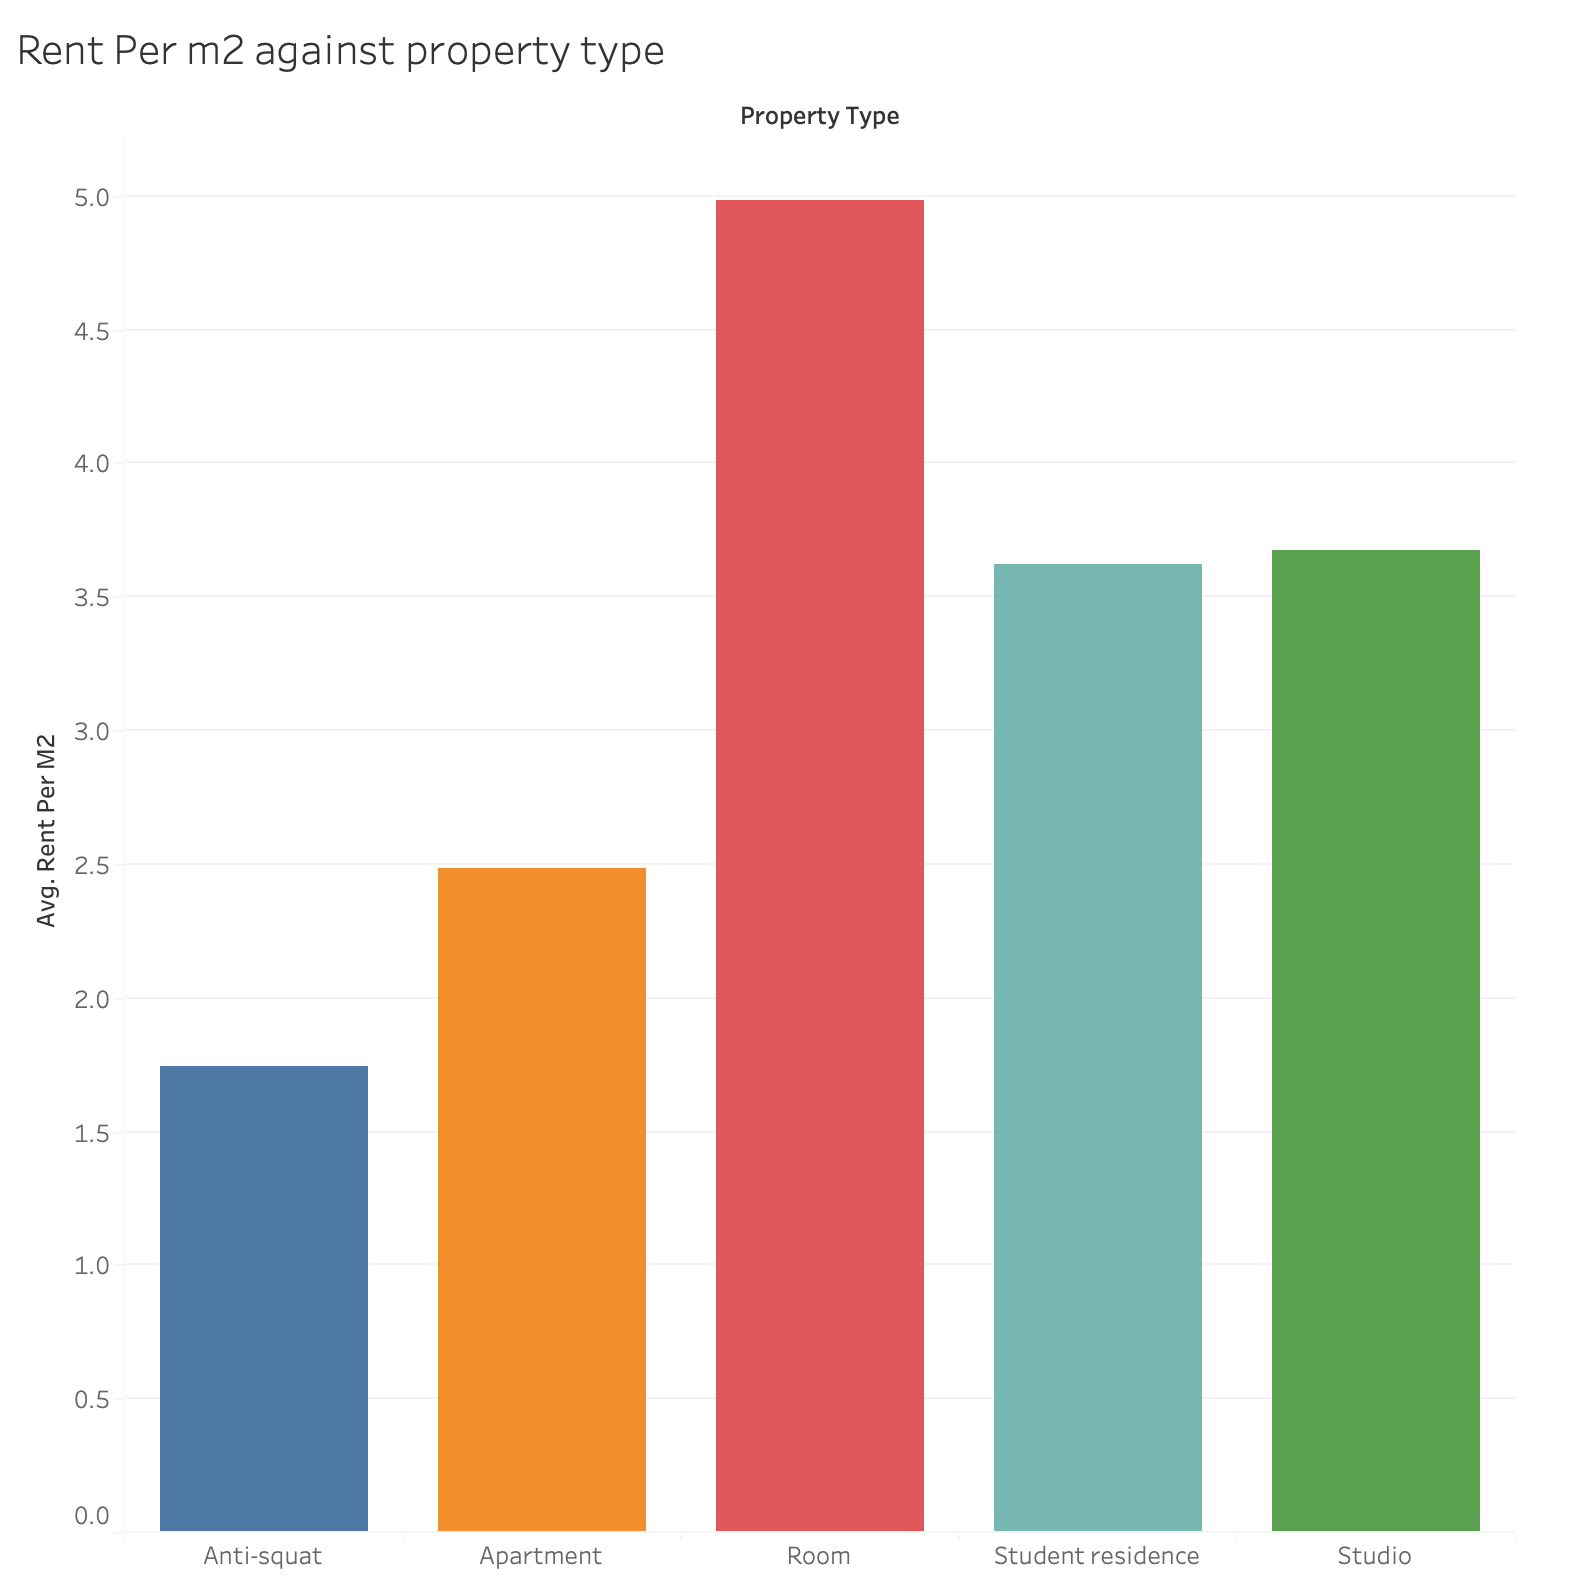 Rent Per m2 against property type
Property Type
Avg. Rent Per M2
5.0
4.5
4.0
3.5
3.0
2.5
2.0
1.5
1.0
0.5
0.0
Anti-squat
Apartment
Room
Student residence
Studio